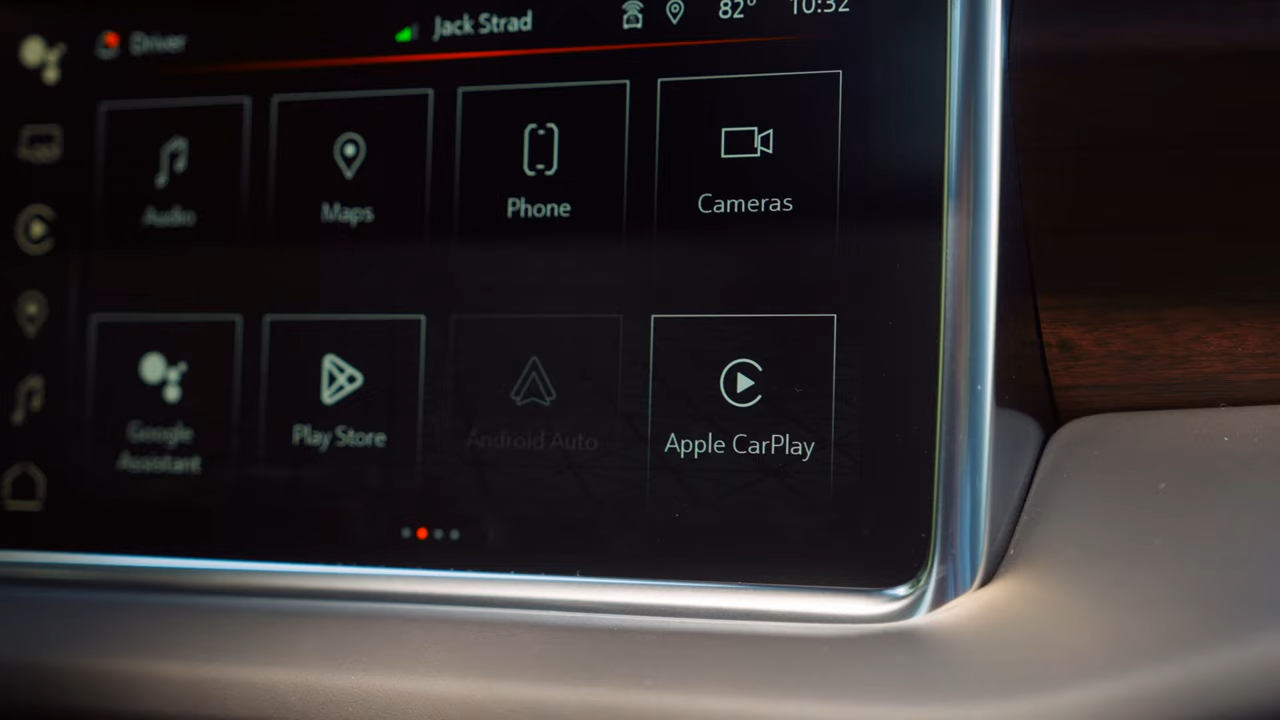 Driver
Jack Strad
82°
10:32
Audio
Maps
Phone
Cameras
Google
Assistant
Play Store
Android Auto
Apple CarPlay